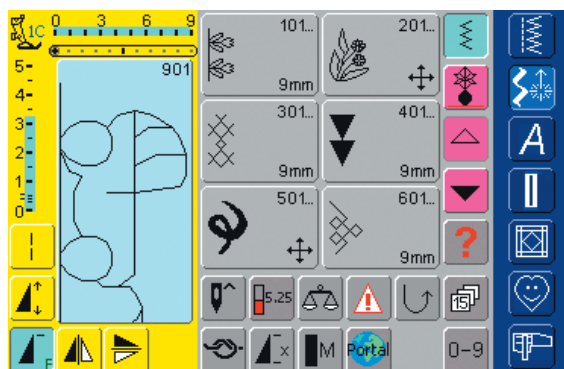 1C 0 3 6 9
901
5-
4-
3-
2-
1-
0-
F
101... 201...
9mm
301... 401...
9mm 9mm
501... 601...
9mm
?
5.25 15
M Portal 0-9
A